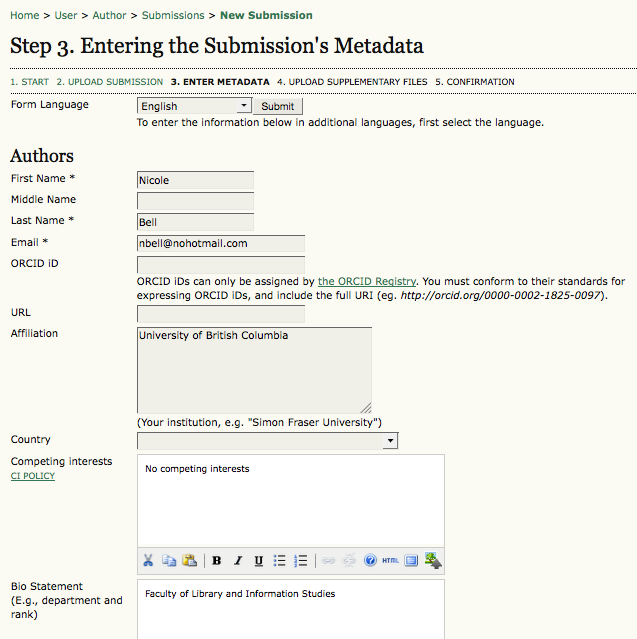 Home > User > Author > Submissions > New Submission
Step 3. Entering the Submission's Metadata
1. START 2. UPLOAD SUBMISSION 3. ENTER METADATA 4. UPLOAD SUPPLEMENTARY FILES 5. CONFIRMATION
Form Language English Submit
To enter the information below in additional languages, first select the language.
Authors
First Name * Nicole
Middle Name
Last Name * Bell
Email * nbell@nohotmail.com
ORCID iD
ORCID iDs can only be assigned by the ORCID Registry. You must conform to their standards for
expressing ORCID iDs, and include the full URI (eg. http://orcid.org/0000-0002-1825-0097).
URL
Affiliation University of British Columbia
(Your institution, e.g. "Simon Fraser University")
Country
Competing interests No competing interests
CI POLICY
B I U HTML
Bio Statement Faculty of Library and Information Studies
(E.g., department and
rank)